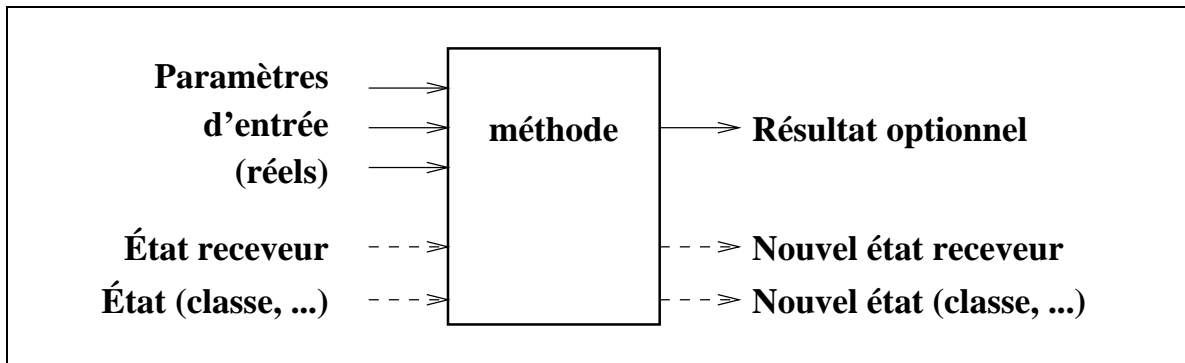 Paramètres
d'entrée
(réels)
méthode
Résultat optionnel
État receveur
Nouvel état receveur
État (classe, ...)
Nouvel état (classe, ...)